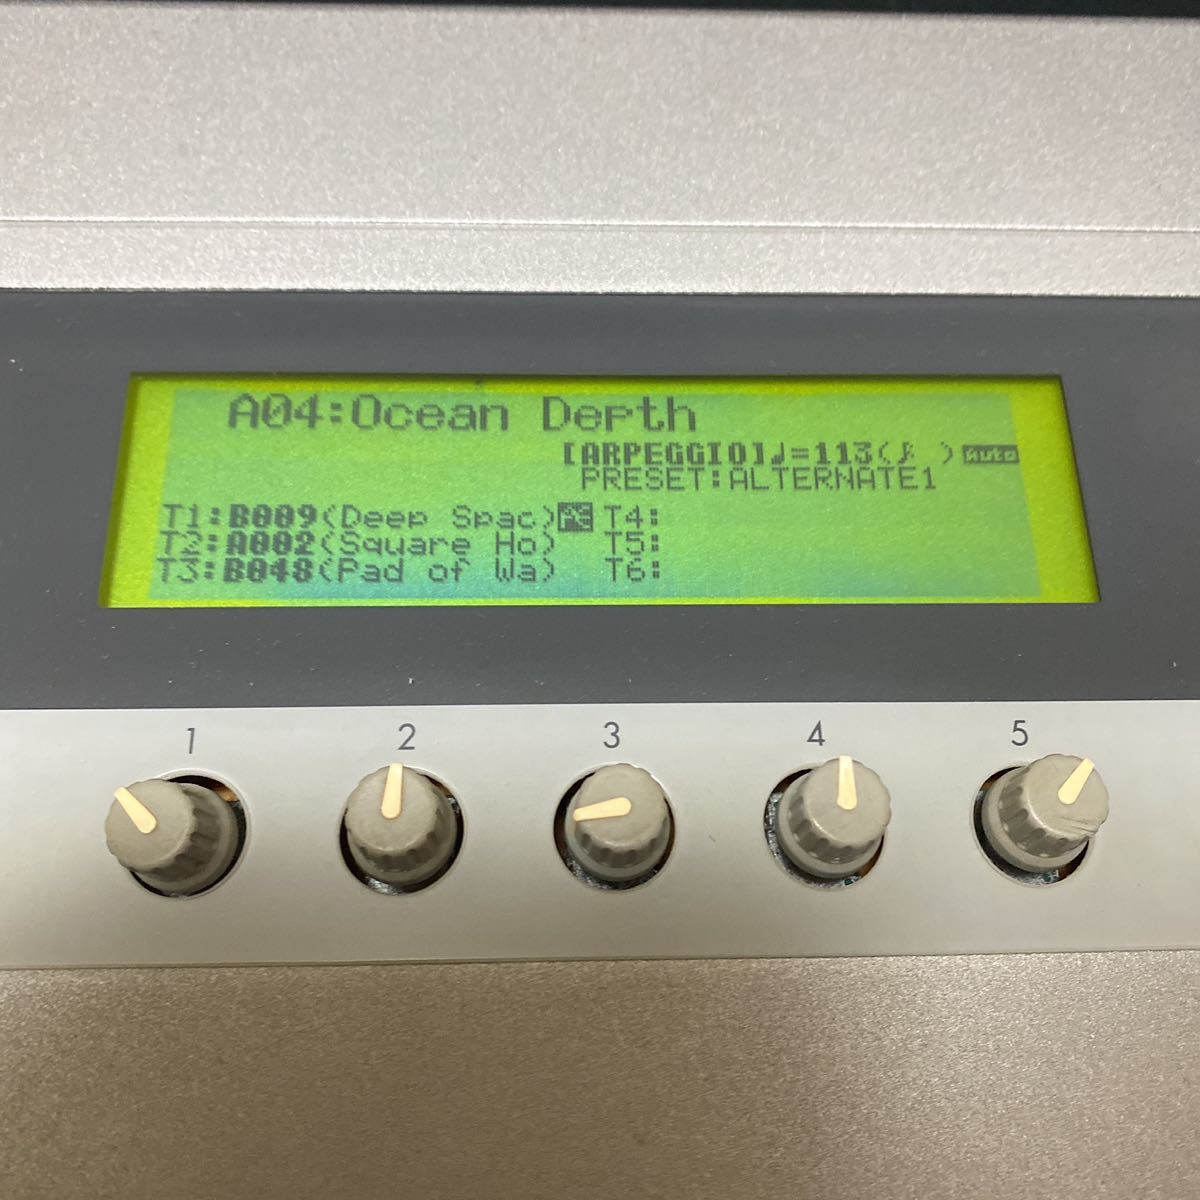 A04:Ocean Depth
[ARPEGGIO]♩=113(♪ ) Auto
PRESET:ALTERNATE1
T1:B009(Deep Spac) T4:
T2:A002(Square Ho) T5:
T3:B048(Pad of Wa) T6:
1 2 3 4 5